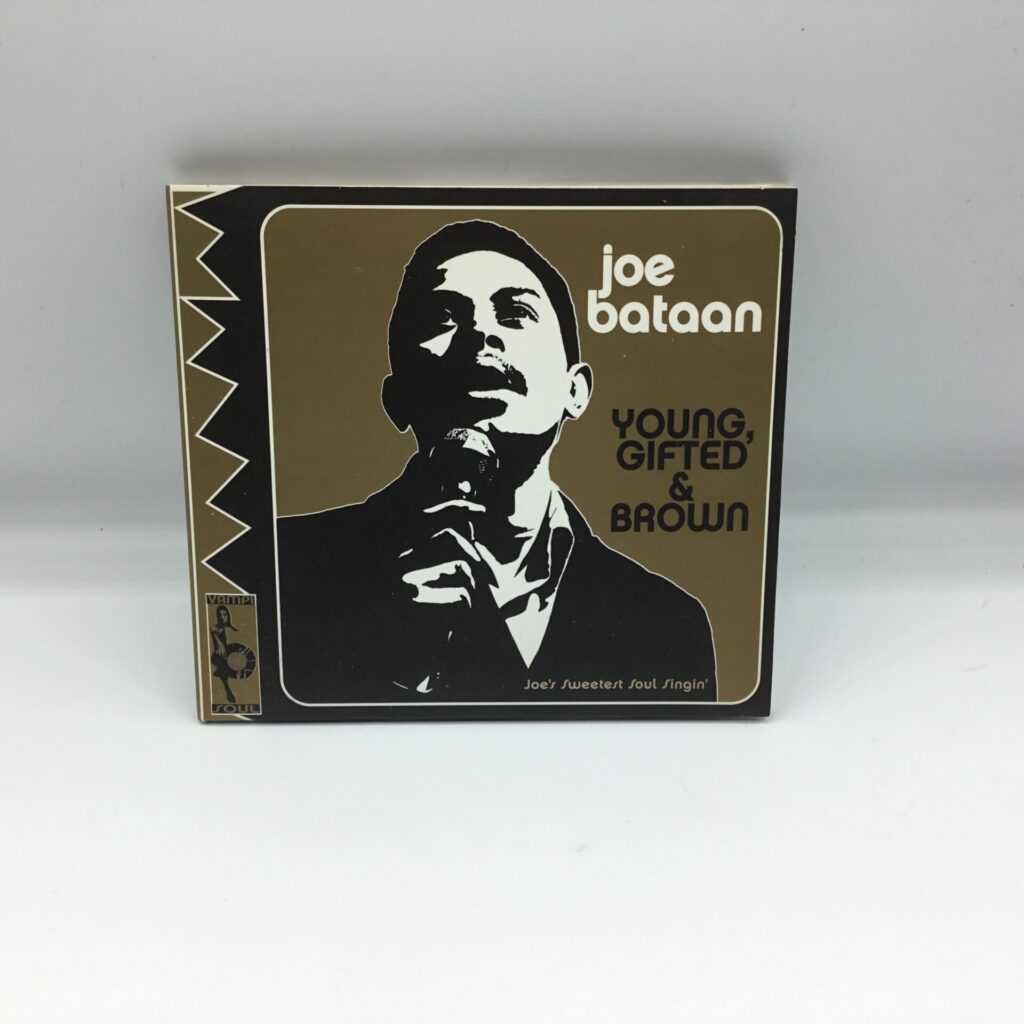 joe
bataan
YOUNG,
GIFTED
&
BROWN
Joe's Sweetest Soul Singin'
VAMPI
SOUL